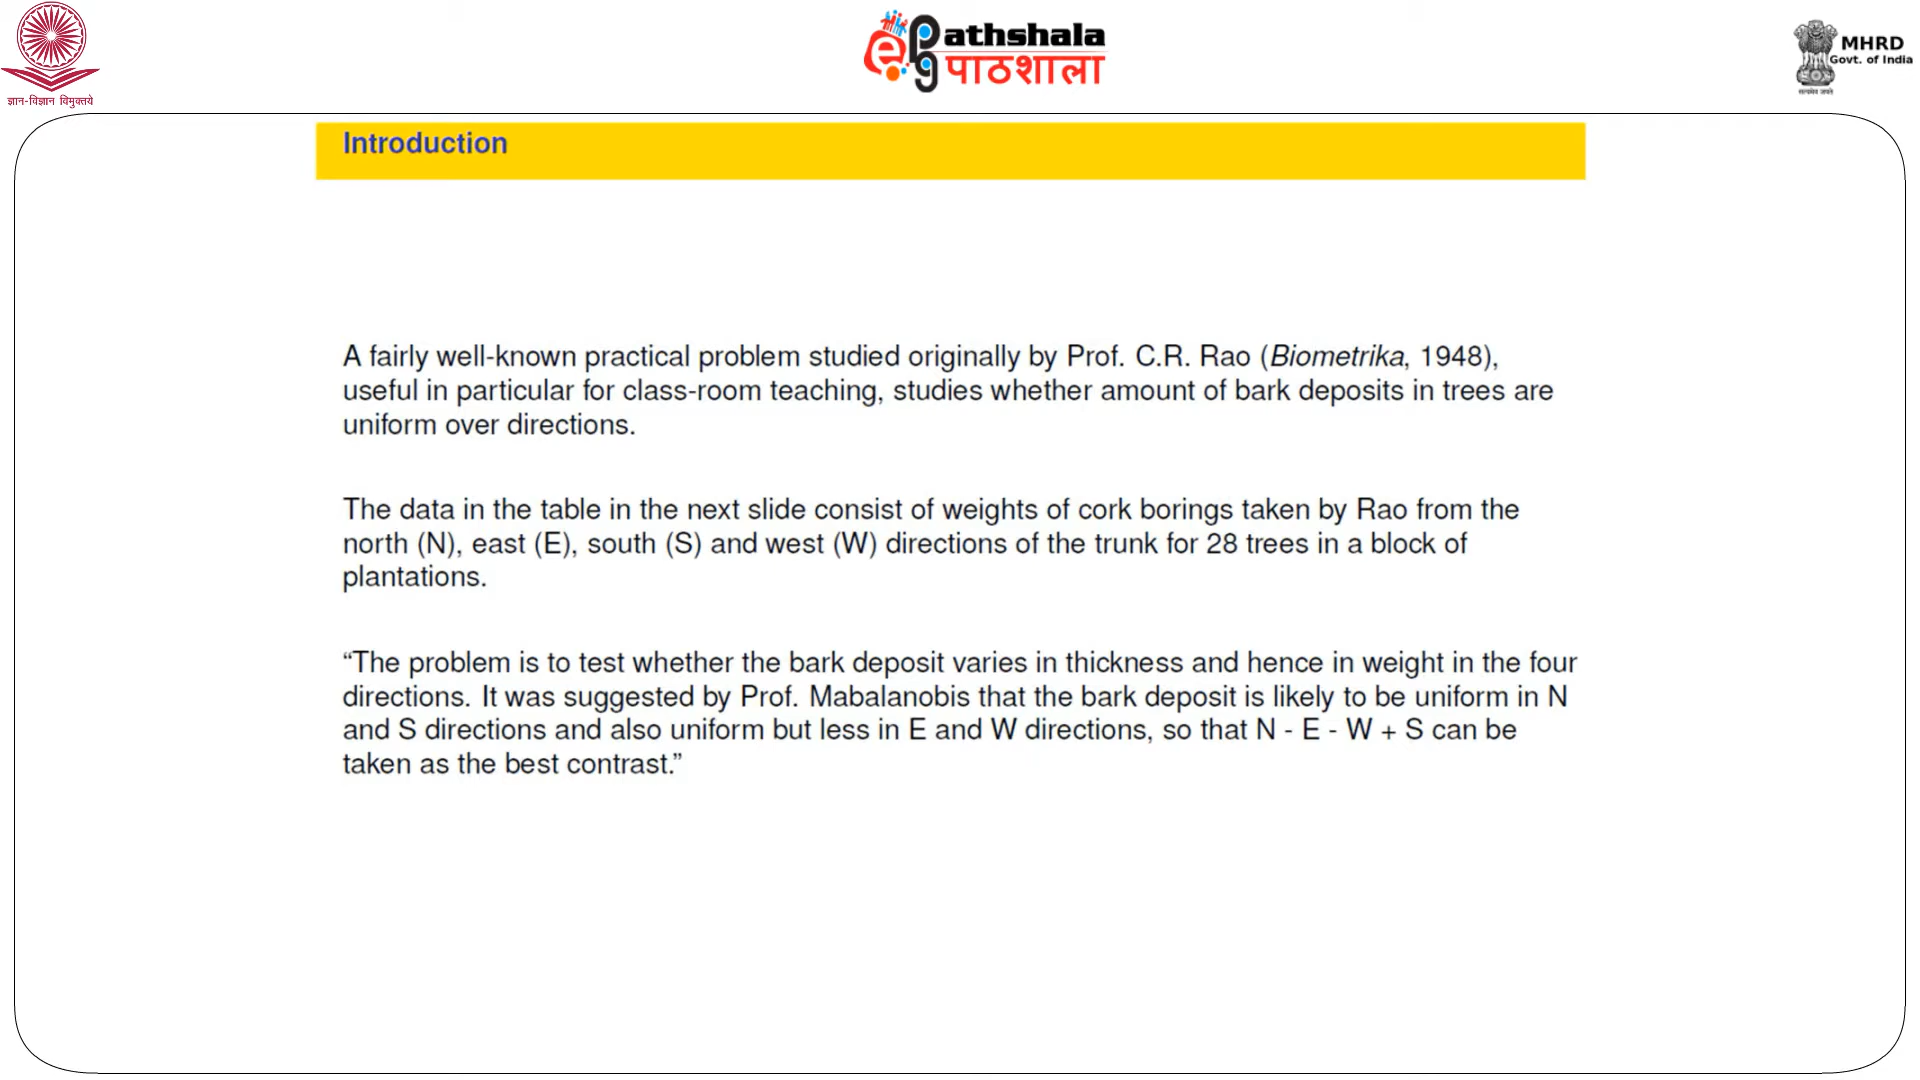 ज्ञान-विज्ञान विमुक्तये
ePG athshala
पाठशाला
MHRD
Govt. of India
सत्यमेव जयते
Introduction
A fairly well-known practical problem studied originally by Prof. C.R. Rao (Biometrika, 1948),
useful in particular for class-room teaching, studies whether amount of bark deposits in trees are
uniform over directions.
The data in the table in the next slide consist of weights of cork borings taken by Rao from the
north (N), east (E), south (S) and west (W) directions of the trunk for 28 trees in a block of
plantations.
“The problem is to test whether the bark deposit varies in thickness and hence in weight in the four
directions. It was suggested by Prof. Mabalanobis that the bark deposit is likely to be uniform in N
and S directions and also uniform but less in E and W directions, so that N - E - W + S can be
taken as the best contrast.”